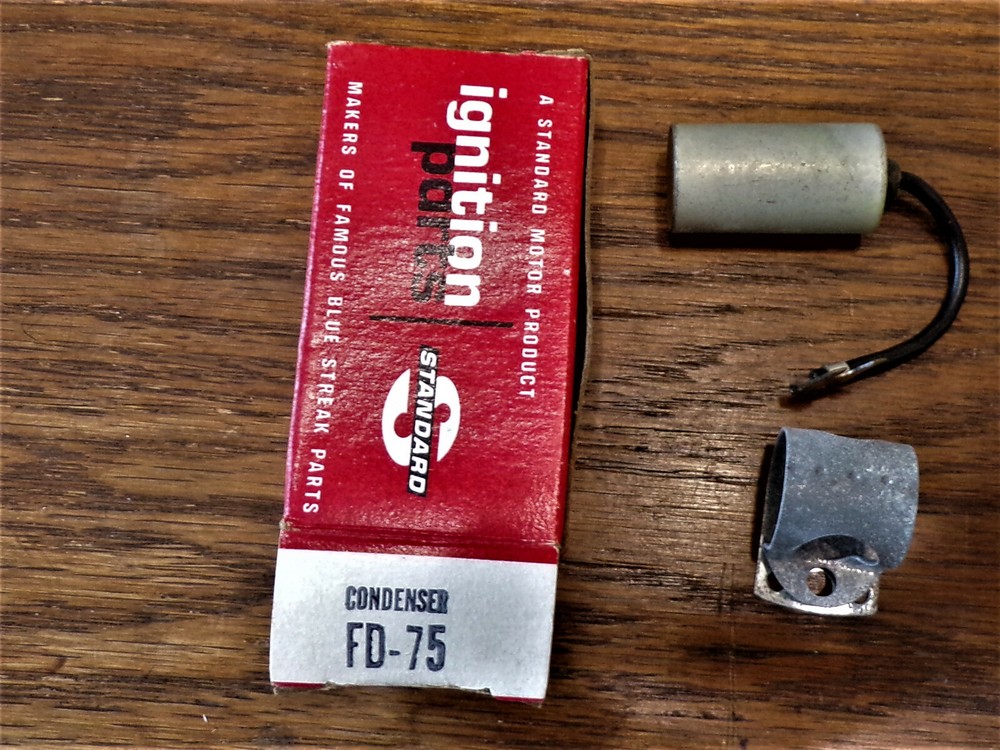 A STANDARD MOTOR PRODUCT
ignition
parts
STANDARD
MAKERS OF FAMOUS BLUE STREAK PARTS
CONDENSER
FD-75